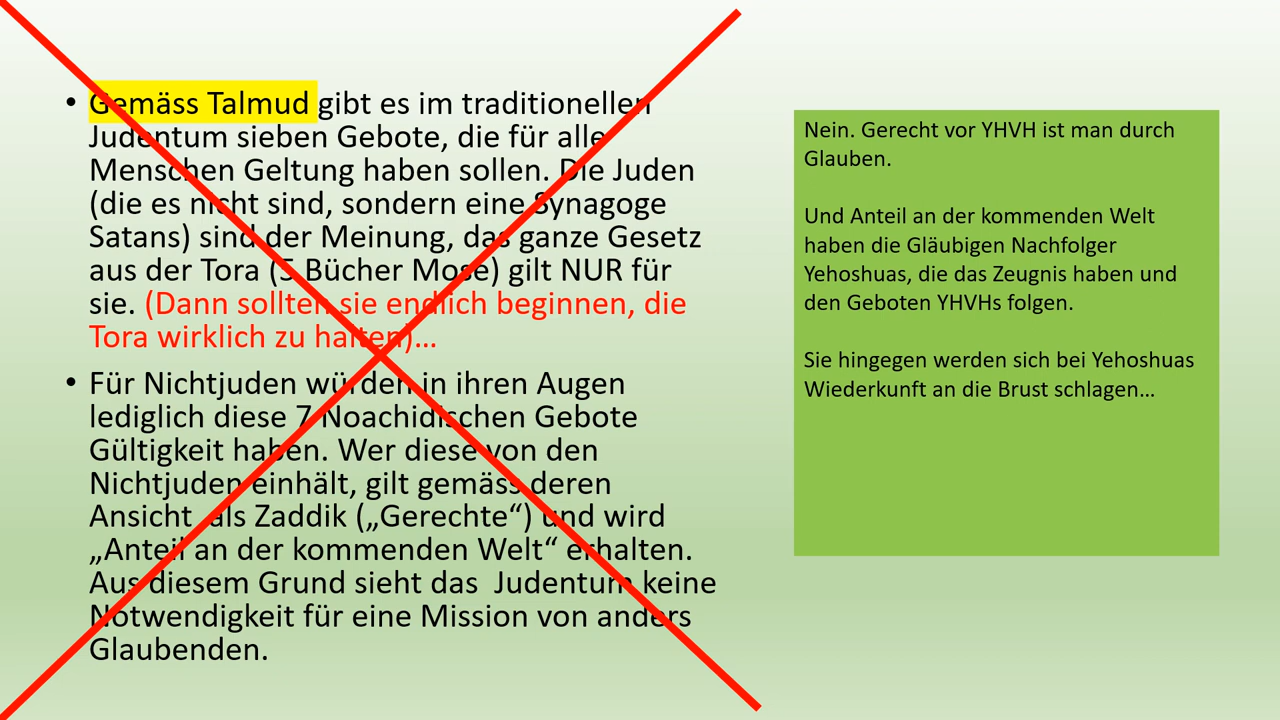 • Gemäss Talmud gibt es im traditionellen
Judentum sieben Gebote, die für alle
Menschen Geltung haben sollen. Die Juden
(die es nicht sind, sondern eine Synagoge
Satans) sind der Meinung, das ganze Gesetz
aus der Tora (5 Bücher Mose) gilt NUR für
sie. (Dann sollten sie endlich beginnen, die
Tora wirklich zu halten)...
• Für Nichtjuden würden in ihren Augen
lediglich diese 7 Noachidischen Gebote
Gültigkeit haben. Wer diese von den
Nichtjuden einhält, gilt gemäss deren
Ansicht als Zaddik („Gerechte“) und wird
„Anteil an der kommenden Welt“ erhalten.
Aus diesem Grund sieht das Judentum keine
Notwendigkeit für eine Mission von anders
Glaubenden.
Nein. Gerecht vor YHVH ist man durch
Glauben.
Und Anteil an der kommenden Welt
haben die Gläubigen Nachfolger
Yehoshuas, die das Zeugnis haben und
den Geboten YHVHs folgen.
Sie hingegen werden sich bei Yehoshuas
Wiederkunft an die Brust schlagen...